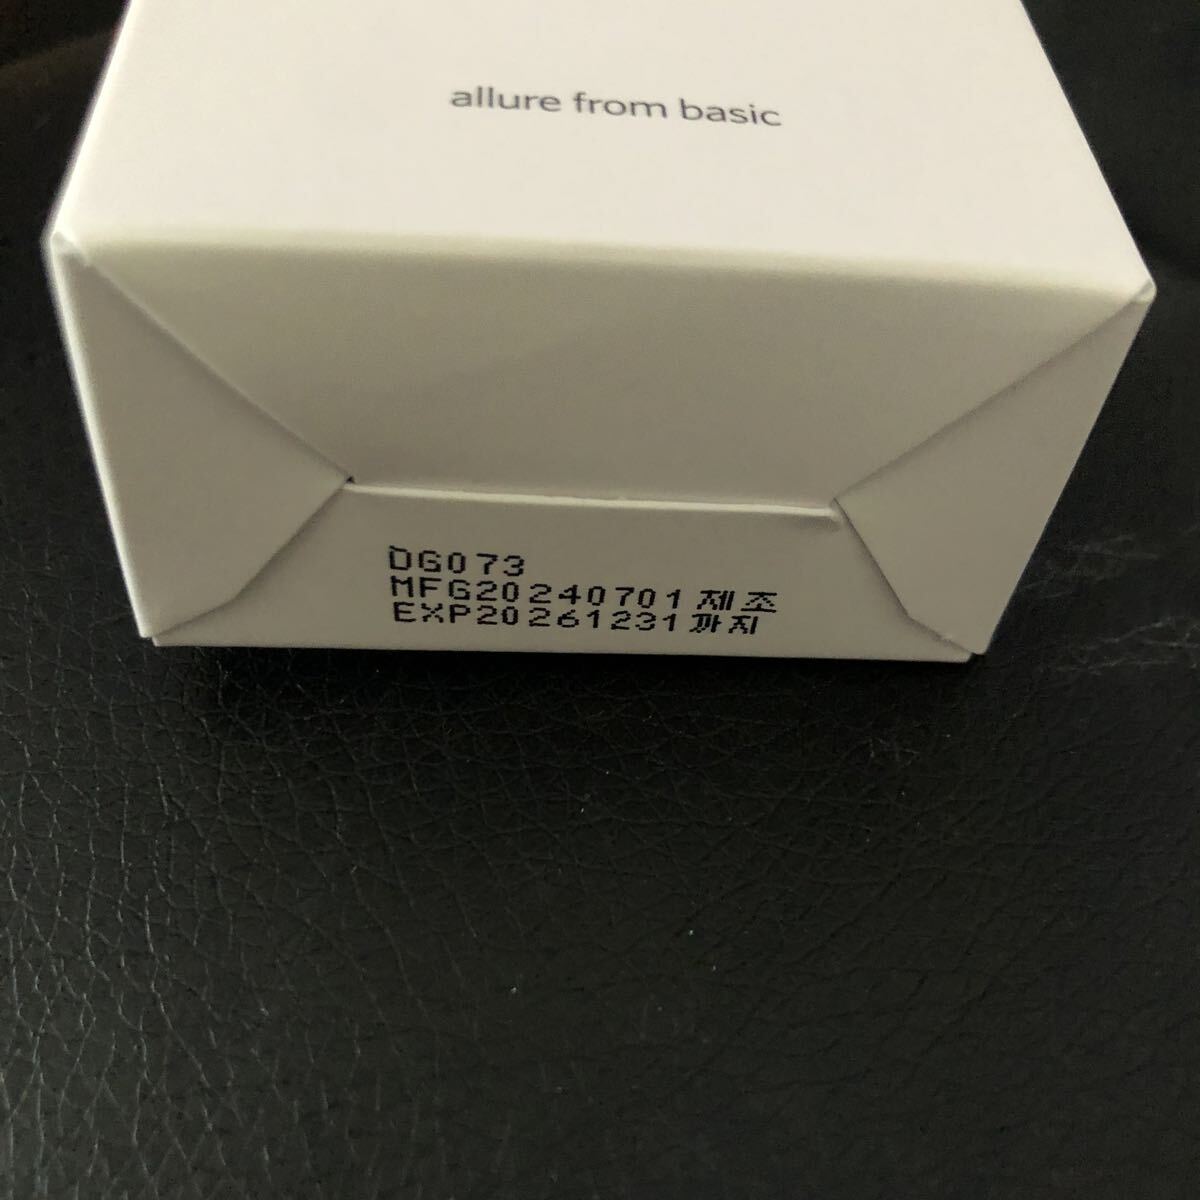 allure from basic
DG073
MFG20240701제조
EXP20261231까지